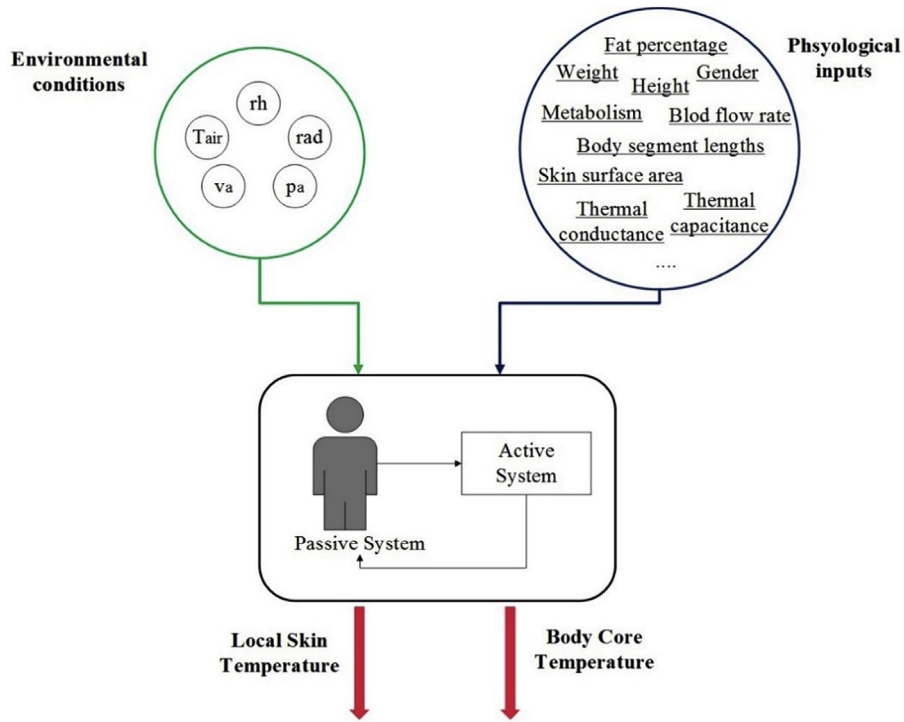 Environmental
conditions
rh
Tair
rad
va
pa
Phsyological
inputs
Fat percentage
Weight
Height
Gender
Metabolism
Blod flow rate
Body segment lengths
Skin surface area
Thermal
conductance
Thermal
capacitance
....
Active
System
Passive System
Local Skin
Temperature
Body Core
Temperature